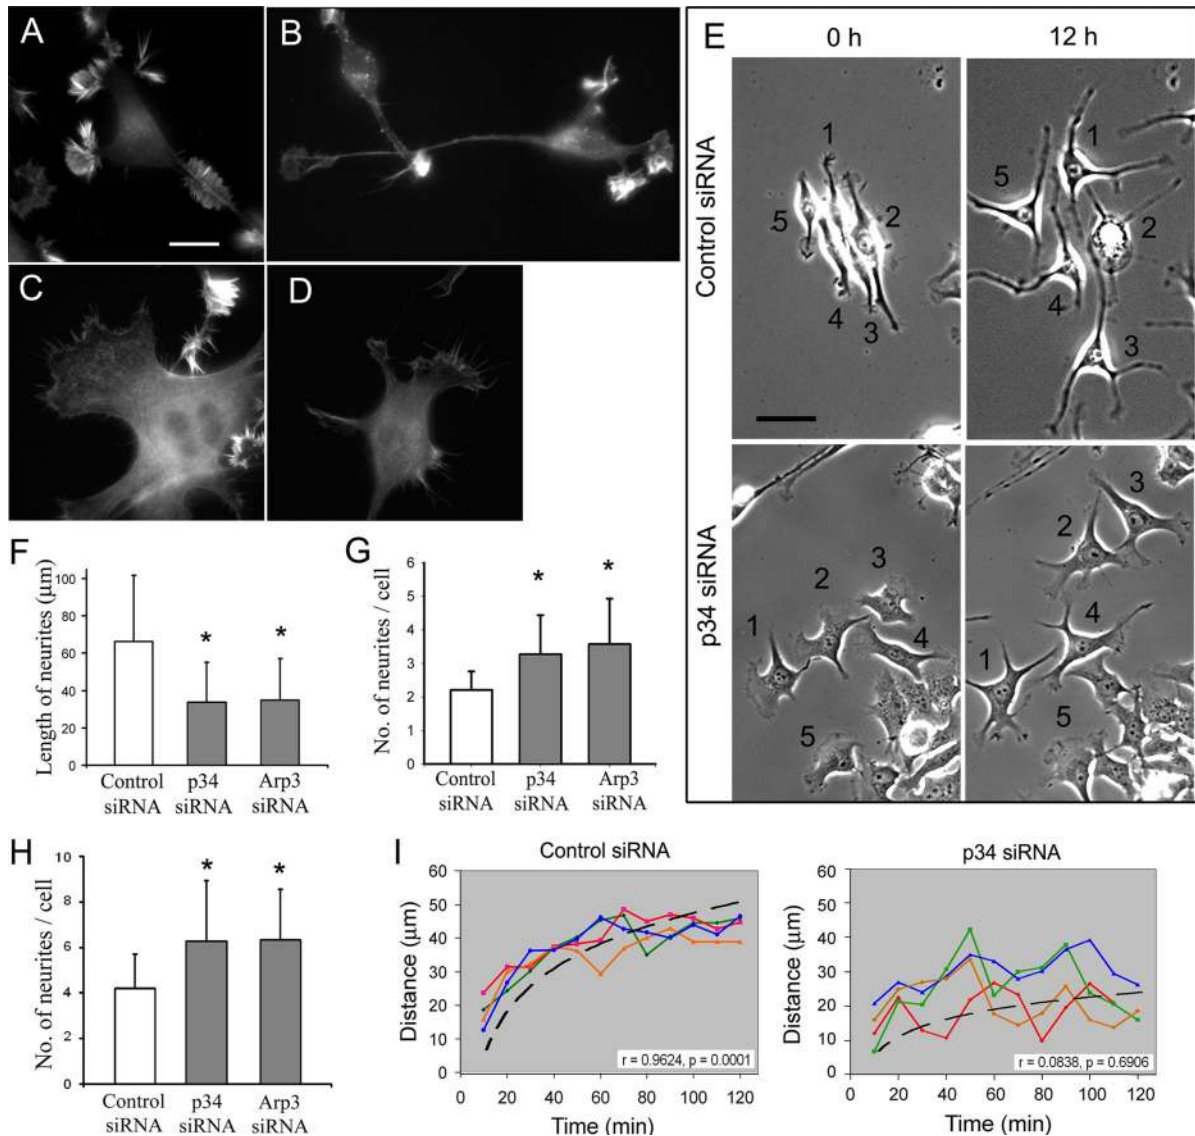 A
B
C
D
E
0 h
12 h
Control siRNA
1
5
2
4
3
1
5
2
4
3
p34 siRNA
3
2
1
4
5
3
2
4
1
5
F
Length of neurites (µm)
100
80
60
40
20
0
Control
siRNA
p34
siRNA
Arp3
siRNA
*
*
G
No. of neurites / cell
6
5
4
3
2
1
0
Control
siRNA
p34
siRNA
Arp3
siRNA
*
*
H
No. of neurites / cell
10
8
6
4
2
0
Control
siRNA
p34
siRNA
Arp3
siRNA
*
*
I
Control siRNA
Distance (µm)
60
50
40
30
20
10
0
0 20 40 60 80 100 120
Time (min)
r = 0.9624, p = 0.0001
p34 siRNA
Distance (µm)
60
50
40
30
20
10
0
0 20 40 60 80 100 120
Time (min)
r = 0.0838, p = 0.6906